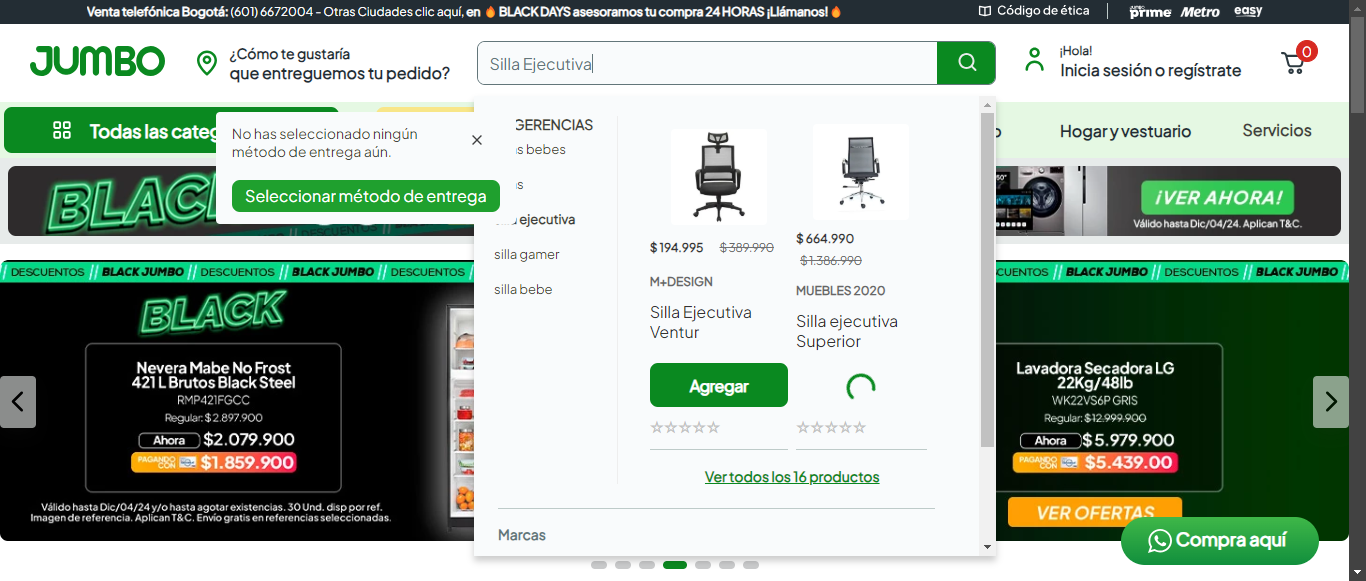 Venta telefónica Bogotá: (601) 6672004 - Otras Ciudades clic aquí, en 🔥 BLACK DAYS asesoramos tu compra 24 HORAS ¡Llámanos!🔥
Código de ética
JUMBO prime
Metro
easy
JUMBO
¿Cómo te gustaría
que entreguemos tu pedido?
Silla Ejecutiva
¡Hola!
Inicia sesión o regístrate
0
Todas las categ
Hogar y vestuario
Servicios
No has seleccionado ningún
método de entrega aún.
Seleccionar método de entrega
BLACK
DESCUENTOS
¡VER AHORA!
Válido hasta Dic/04/24. Aplican T&C.
GERENCIAS
s bebes
s
ejecutiva
silla gamer
silla bebe
$ 194.995 $ 389.990
M+DESIGN
Silla Ejecutiva
Ventur
Agregar
☆☆☆☆☆
$ 664.990
$ 1.386.990
MUEBLES 2020
Silla ejecutiva
Superior
☆☆☆☆☆
Ver todos los 16 productos
Marcas
DESCUENTOS // BLACK JUMBO // DESCUENTOS // BLACK JUMBO // DESCUENTOS //
BLACK
Nevera Mabe No Frost
421 L Brutos Black Steel
RMP421FGCC
Regular: $2.897.900
Ahora $2.079.900
PAGANDO CON $1.859.900
Válido hasta Dic/04/24 y/o hasta agotar existencias. 30 Und. disp por ref.
Imagen de referencia. Aplican T&C. Envío gratis en referencias seleccionadas.
CUENTOS // BLACK JUMBO // DESCUENTOS // BLACK JUMBO //
Lavadora Secadora LG
22Kg/48lb
WK22VS6P GRIS
Regular: $12.999.900
Ahora $5.979.900
PAGANDO CON $5.439.00
VER OFERTAS
Compra aquí